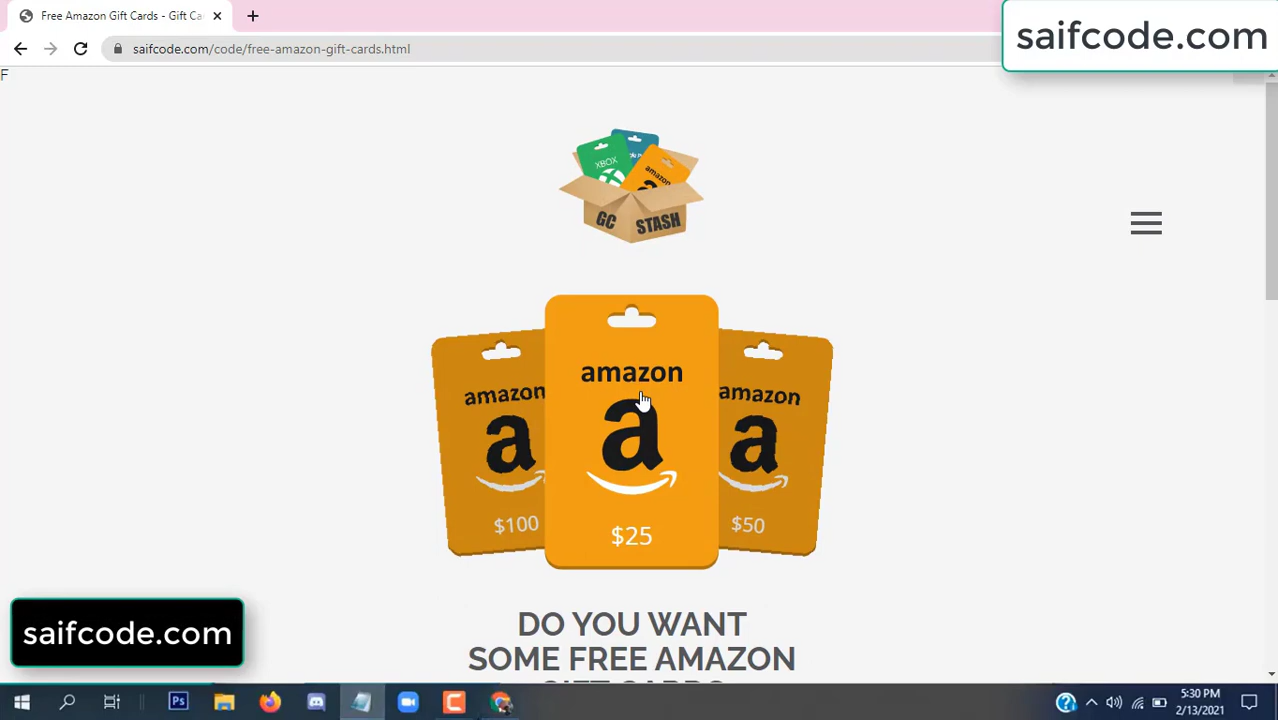 Free Amazon Gift Cards - Gift Ca
saifcode.com/code/free-amazon-gift-cards.html
saifcode.com
F
XBOX
amazon
GC STASH
amazon
amazon
amazon
a
a
a
$100
$25
$50
DO YOU WANT
SOME FREE AMAZON
saifcode.com
Ps
5:30 PM
2/13/2021